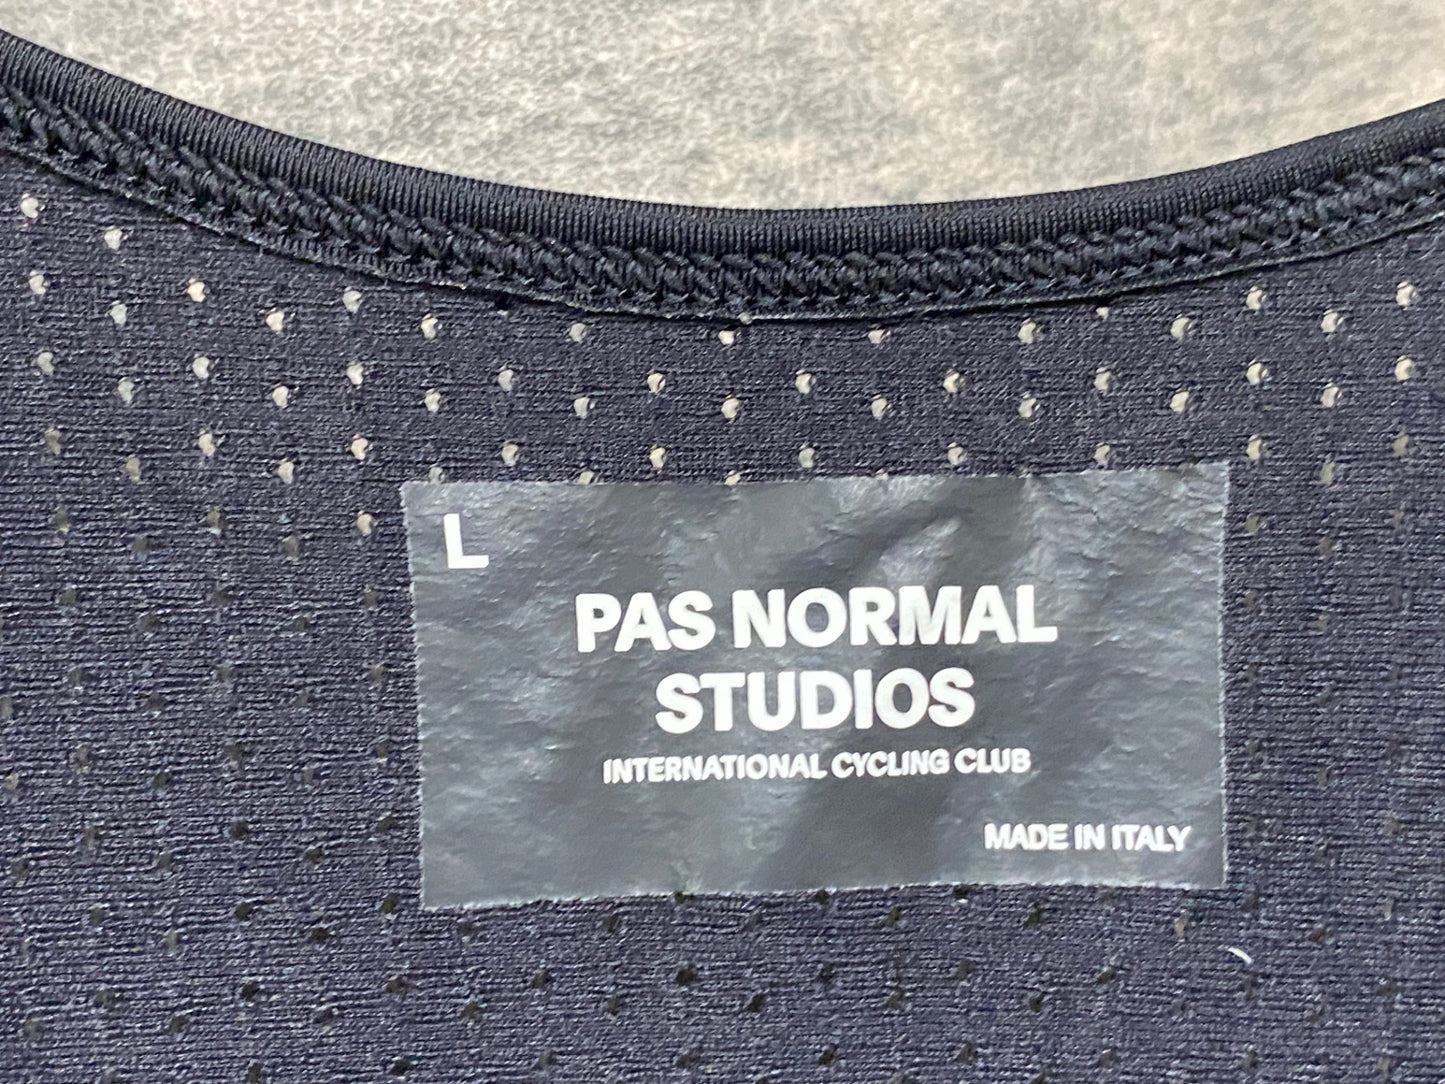 L
PAS NORMAL
STUDIOS
INTERNATIONAL CYCLING CLUB
MADE IN ITALY